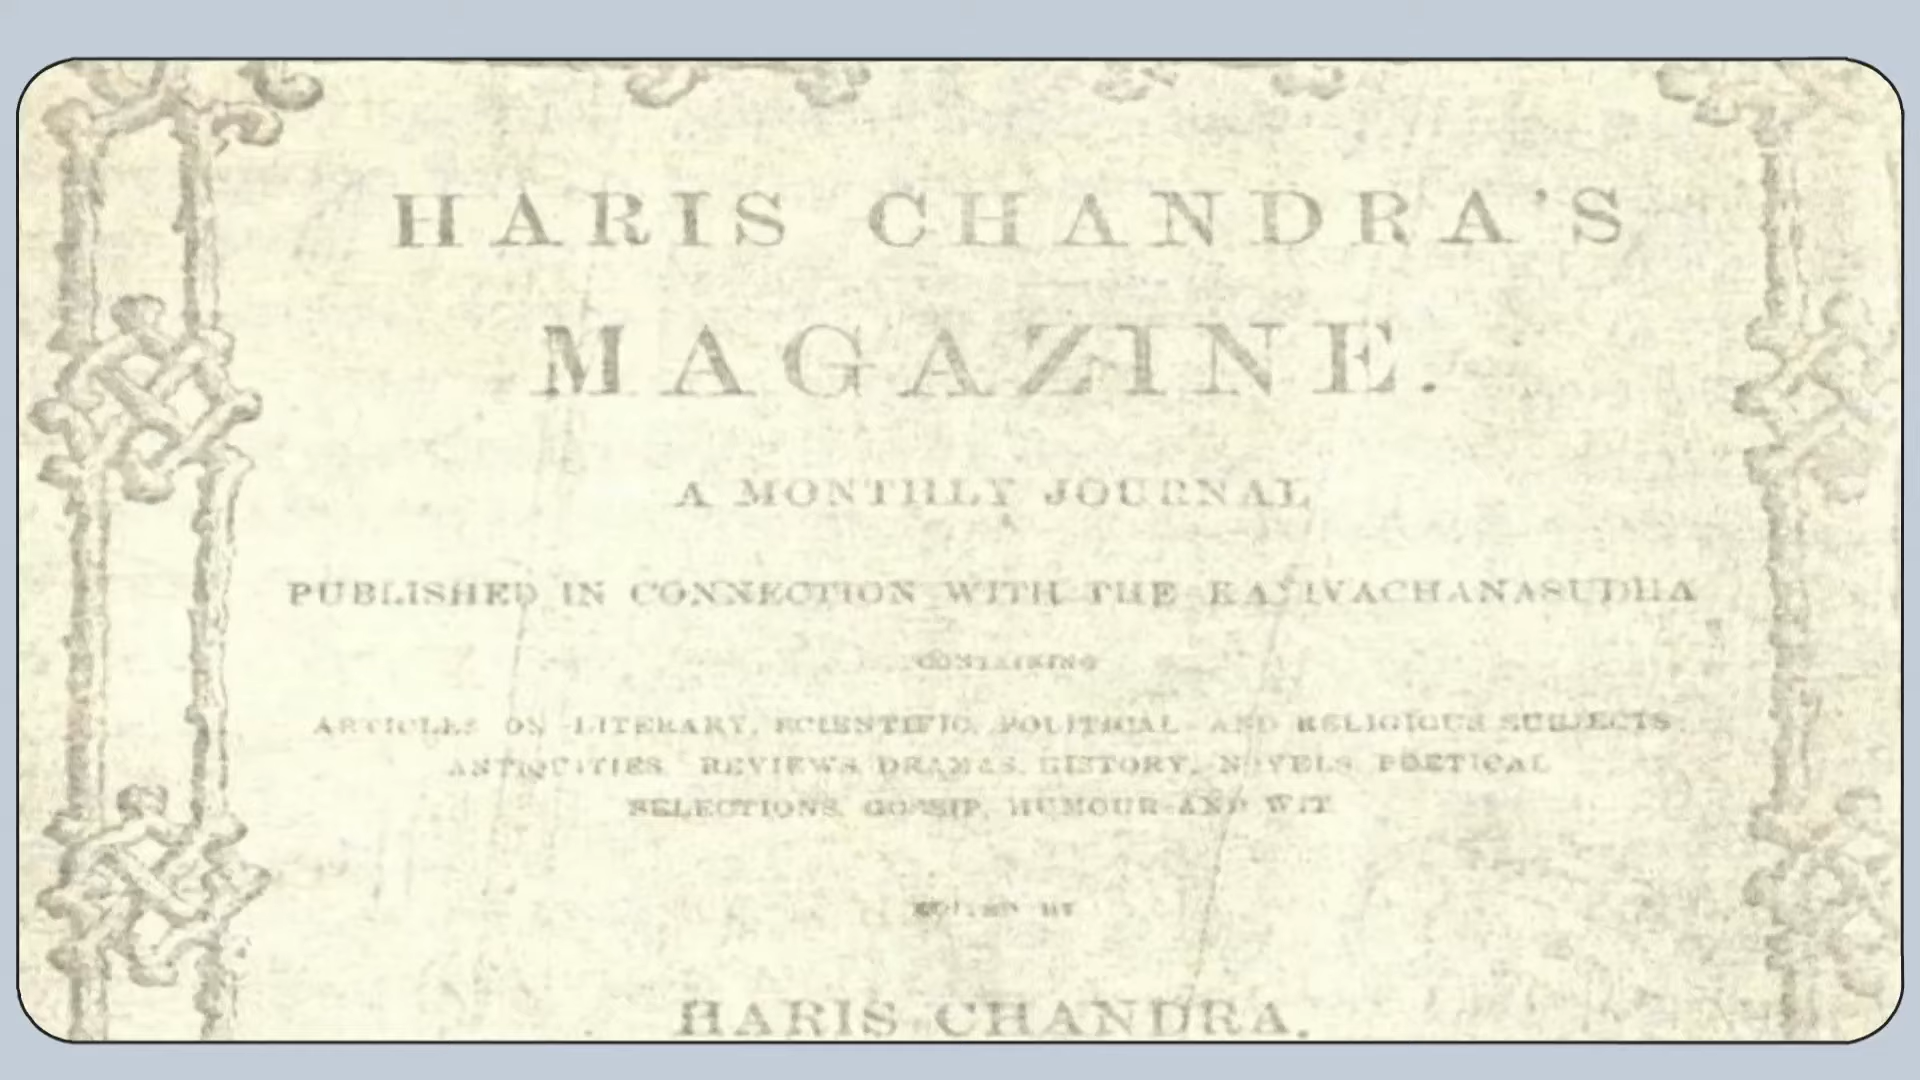 HARIS CHANDRA'S
MAGAZINE.
A MONTHLY JOURNAL
PUBLISHED IN CONNECTION WITH THE KAVIVACHANASUDHA
CONTAINING
ARTICLES ON LITERARY, SCIENTIFIC, POLITICAL AND RELIGIOUS SUBJECTS,
ANTIQUITIES REVIEWS, DRAMAS, HISTORY, NOVELS, POETICAL
SELECTIONS, GOSSIP, HUMOUR AND WIT
EDITED BY
HARIS CHANDRA.